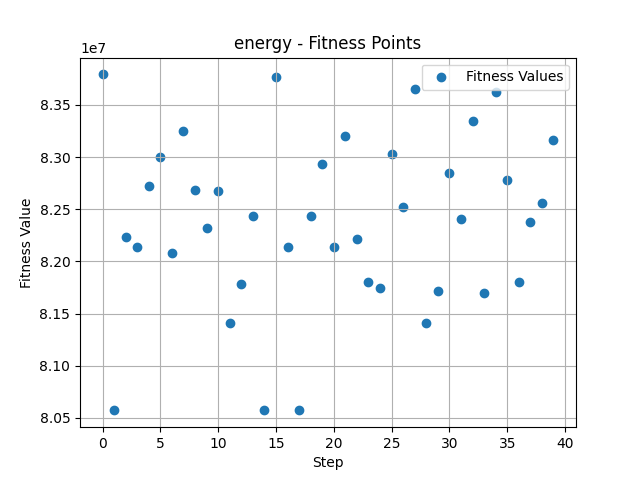 energy - Fitness Points
1e7
Fitness Values
8.35
8.30
8.25
8.20
8.15
8.10
8.05
Fitness Value
0 5 10 15 20 25 30 35 40
Step